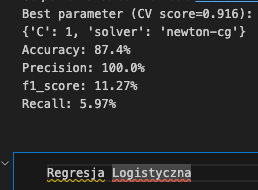 Best parameter (CV score=0.916):
{'C': 1, 'solver': 'newton-cg'}
Accuracy: 87.4%
Precision: 100.0%
f1_score: 11.27%
Recall: 5.97%
Regresja Logistyczna